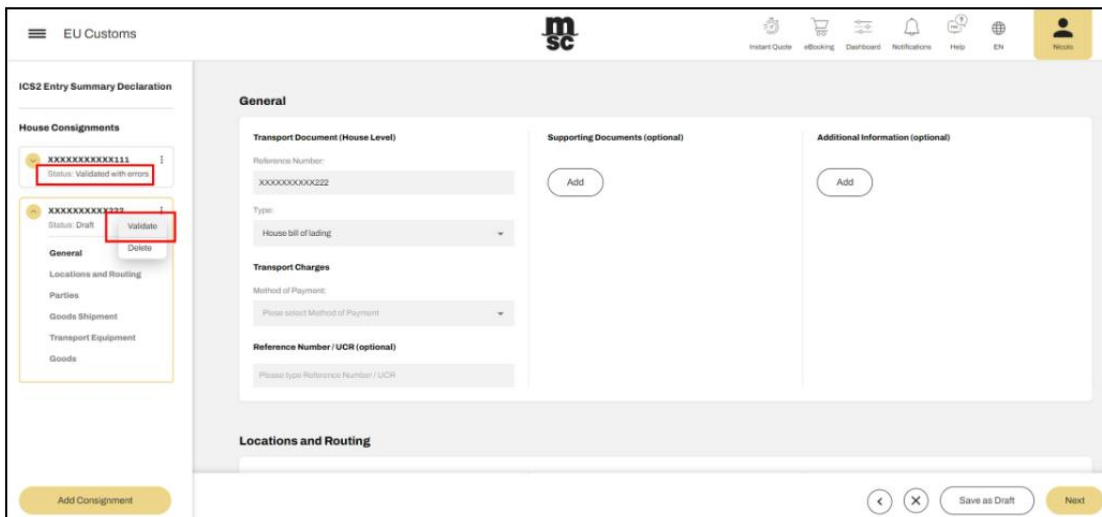 EU Customs
msc
Instant Quote
eBooking
Dashboard
Notifications
Help
EN
Nicolo
ICS2 Entry Summary Declaration
House Consignments
XXXXXXXXXXX111
Status: Validated with errors
XXXXXXXXXX222
Status: Draft
Validate
Delete
General
Locations and Routing
Parties
Goods Shipment
Transport Equipment
Goods
Add Consignment
General
Transport Document (House Level)
Reference Number:
XXXXXXXXXX222
Type:
House bill of lading
Transport Charges
Method of Payment:
Please select Method of Payment
Reference Number / UCR (optional)
Please type Reference Number / UCR
Supporting Documents (optional)
Add
Additional Information (optional)
Add
Locations and Routing
Save as Draft
Next